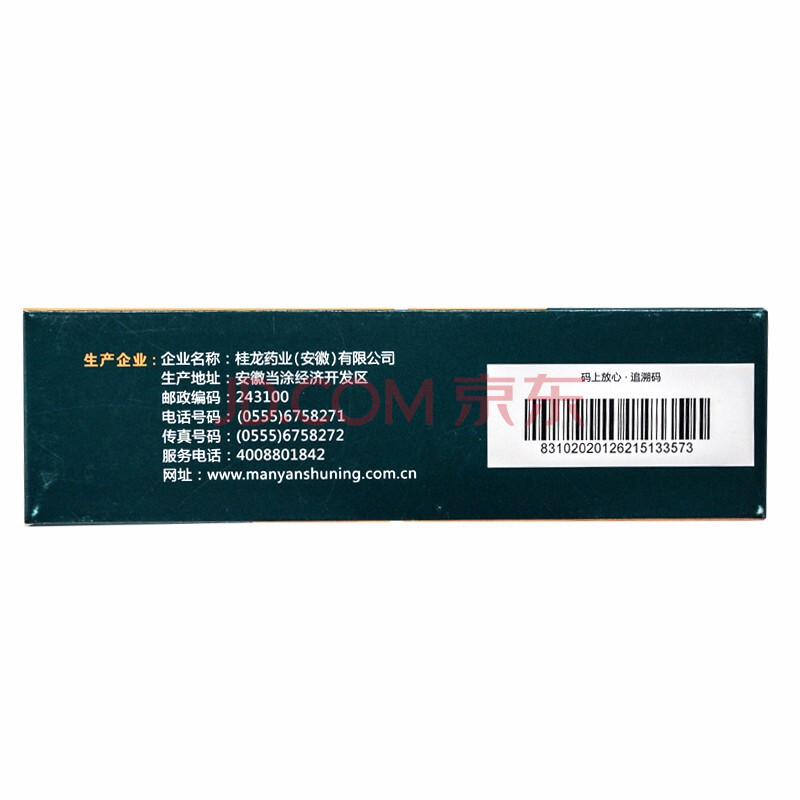 生产企业：企业名称：桂龙药业(安徽)有限公司
生产地址：安徽当涂经济开发区
邮政编码：243100
电话号码：(0555)6758271
传真号码：(0555)6758272
服务电话：4008801842
网址：www.manyanshuning.com.cn
码上放心·追溯码
83102020126215133573
JD.COM 京东